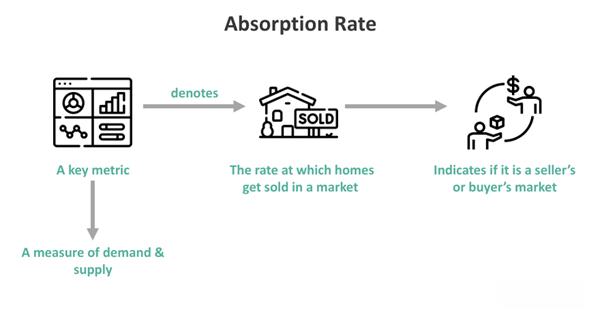 Absorption Rate
denotes
SOLD
$
A key metric
The rate at which homes
get sold in a market
Indicates if it is a seller's
or buyer's market
A measure of demand &
supply